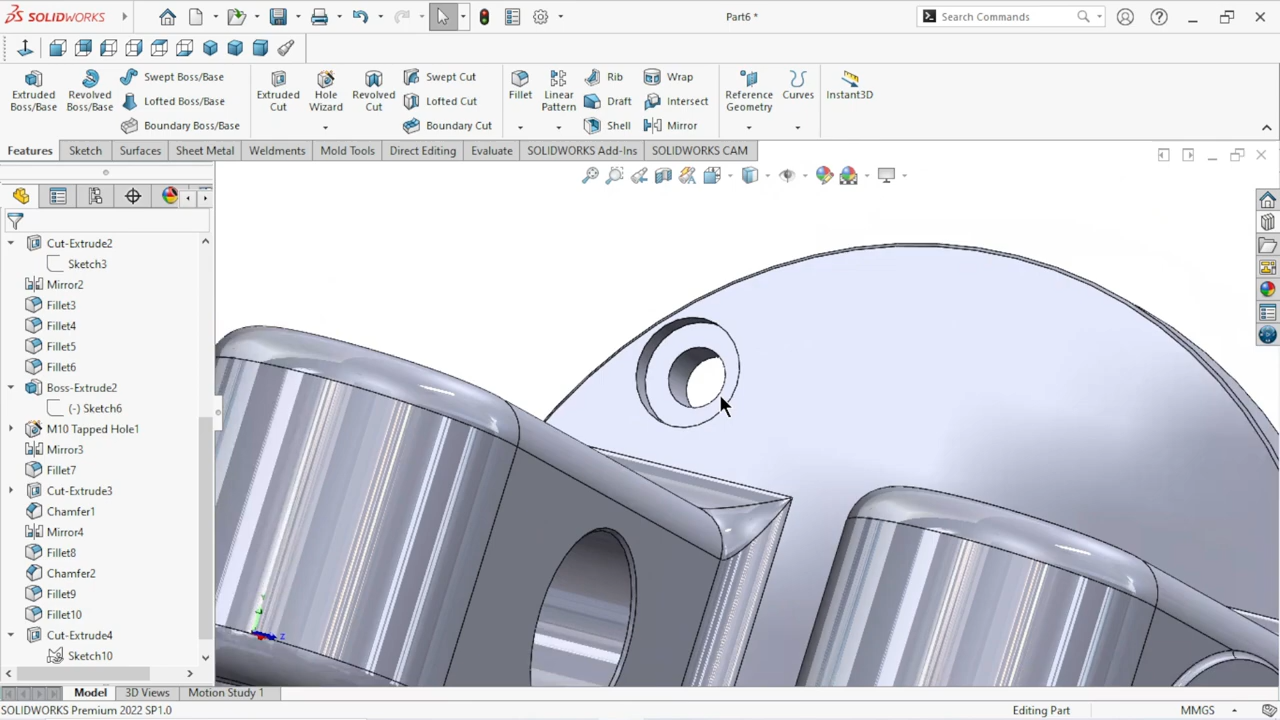 SOLIDWORKS
Part6 *
Search Commands
Extruded Boss/Base
Revolved Boss/Base
Swept Boss/Base
Lofted Boss/Base
Boundary Boss/Base
Extruded Cut
Hole Wizard
Revolved Cut
Swept Cut
Lofted Cut
Boundary Cut
Fillet
Linear Pattern
Rib
Draft
Shell
Wrap
Intersect
Mirror
Reference Geometry
Curves
Instant3D
Features
Sketch
Surfaces
Sheet Metal
Weldments
Mold Tools
Direct Editing
Evaluate
SOLIDWORKS Add-Ins
SOLIDWORKS CAM
Cut-Extrude2
Sketch3
Mirror2
Fillet3
Fillet4
Fillet5
Fillet6
Boss-Extrude2
(-) Sketch6
M10 Tapped Hole1
Mirror3
Fillet7
Cut-Extrude3
Chamfer1
Mirror4
Fillet8
Chamfer2
Fillet9
Fillet10
Cut-Extrude4
Sketch10
Y
Z
Model
3D Views
Motion Study 1
SOLIDWORKS Premium 2022 SP1.0
Editing Part
MMGS